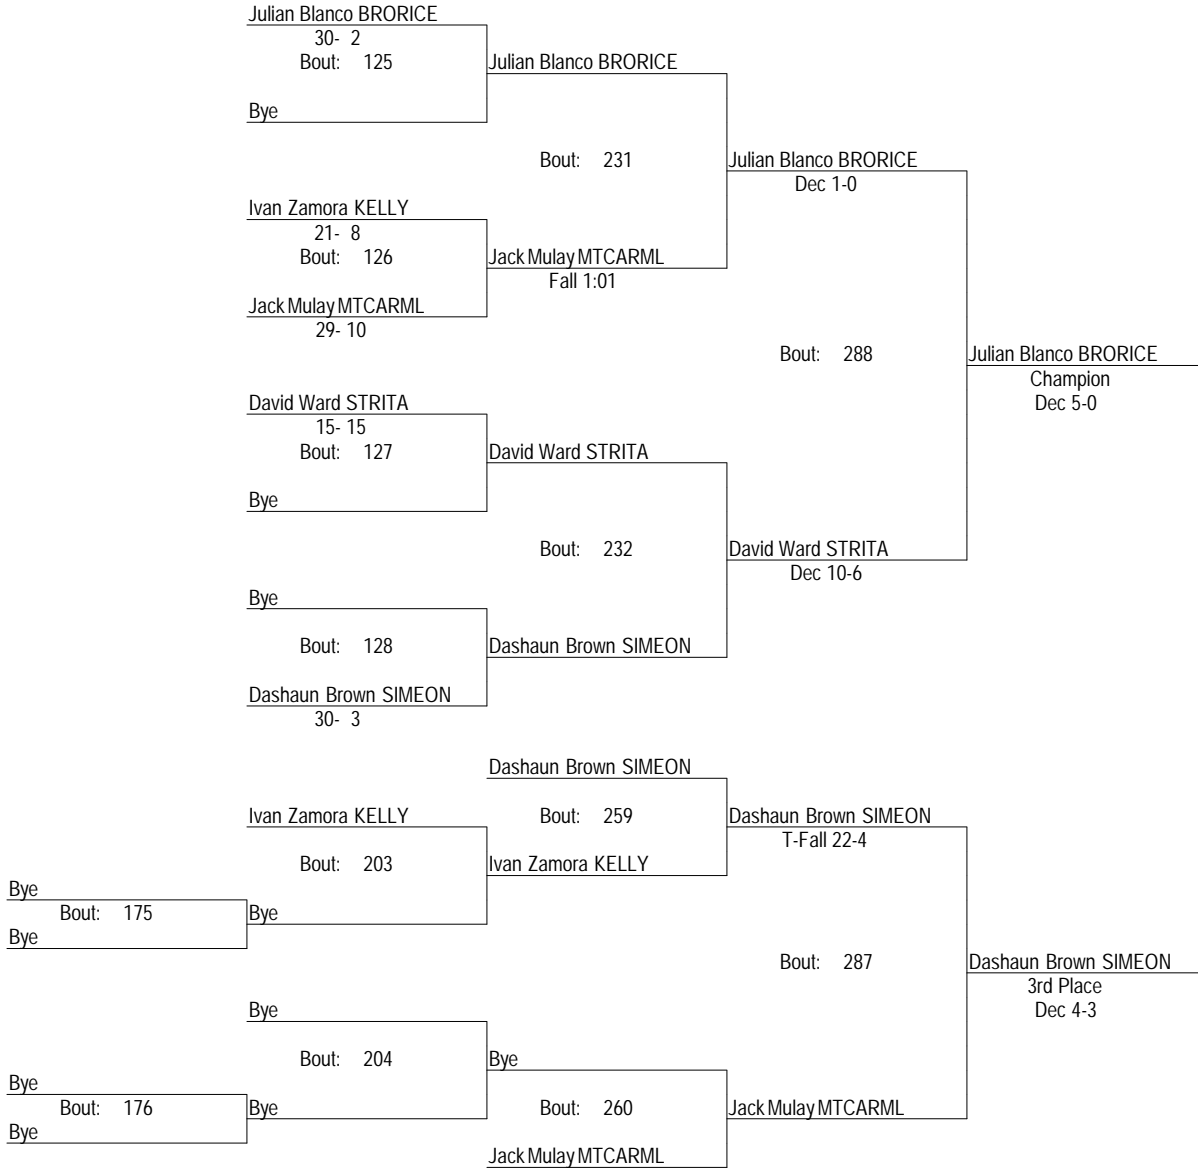 Julian Blanco BRORICE
30- 2
Bout: 125
Julian Blanco BRORICE
Bye
Bout: 231
Julian Blanco BRORICE
Dec 1-0
Ivan Zamora KELLY
21- 8
Bout: 126
Jack Mulay MTCARML
Fall 1:01
Jack Mulay MTCARML
29- 10
Bout: 288
Julian Blanco BRORICE
Champion
Dec 5-0
David Ward STRITA
15- 15
Bout: 127
David Ward STRITA
Bye
Bout: 232
David Ward STRITA
Dec 10-6
Bye
Bout: 128
Dashaun Brown SIMEON
Dashaun Brown SIMEON
30- 3
Dashaun Brown SIMEON
Ivan Zamora KELLY
Bout: 259
Dashaun Brown SIMEON
T-Fall 22-4
Bout: 203
Ivan Zamora KELLY
Bye
Bout: 175
Bye
Bye
Bout: 287
Dashaun Brown SIMEON
3rd Place
Dec 4-3
Bye
Bout: 204
Bye
Bye
Bout: 176
Bye
Bye
Bout: 260
Jack Mulay MTCARML
Jack Mulay MTCARML